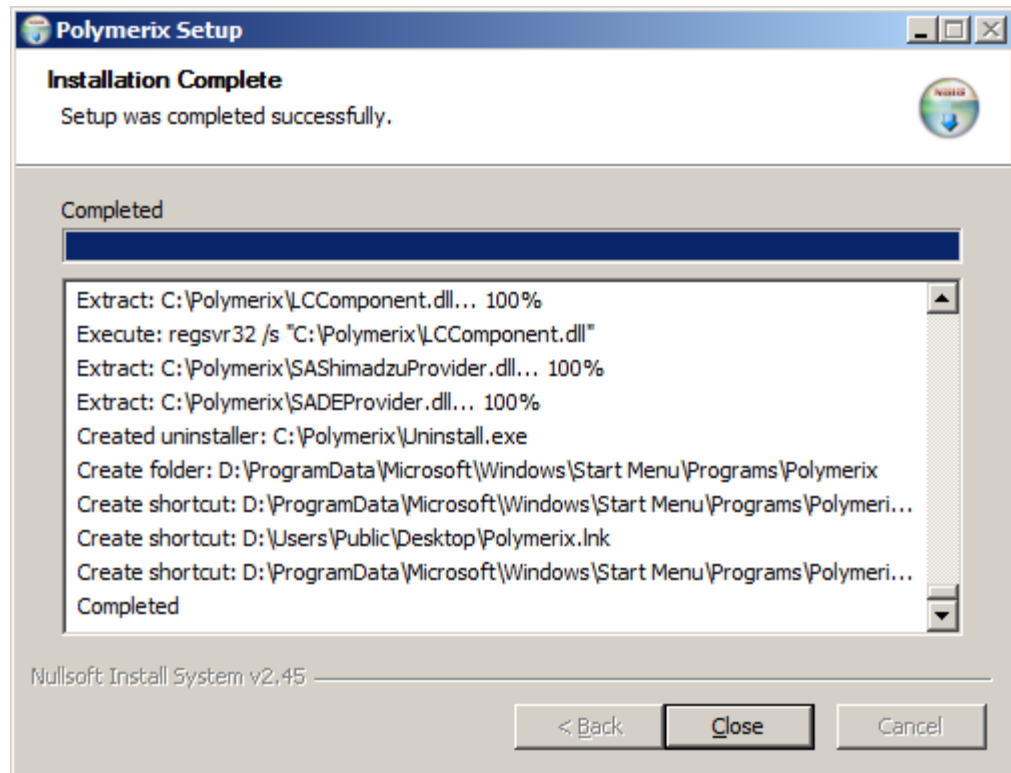 Polymerix Setup
Installation Complete
Setup was completed successfully.
Completed
Extract: C:\Polymerix\LCComponent.dll... 100%
Execute: regsvr32 /s "C:\Polymerix\LCComponent.dll"
Extract: C:\Polymerix\SAShimadzuProvider.dll... 100%
Extract: C:\Polymerix\SADEProvider.dll... 100%
Created uninstaller: C:\Polymerix\Uninstall.exe
Create folder: D:\ProgramData\Microsoft\Windows\Start Menu\Programs\Polymerix
Create shortcut: D:\ProgramData\Microsoft\Windows\Start Menu\Programs\Polymeri...
Create shortcut: D:\Users\Public\Desktop\Polymerix.lnk
Create shortcut: D:\ProgramData\Microsoft\Windows\Start Menu\Programs\Polymeri...
Completed
Nullsoft Install System v2.45
< Back Close Cancel